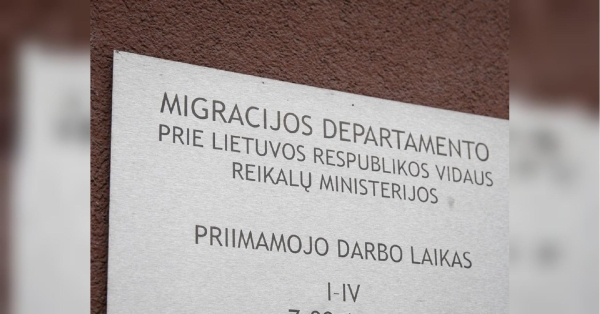 MIGRACIJOS DEPARTAMENTO
PRIE LIETUVOS RESPUBLIKOS VIDAUS
REIKALŲ MINISTERIJOS
PRIIMAMOJO DARBO LAIKAS
I-IV